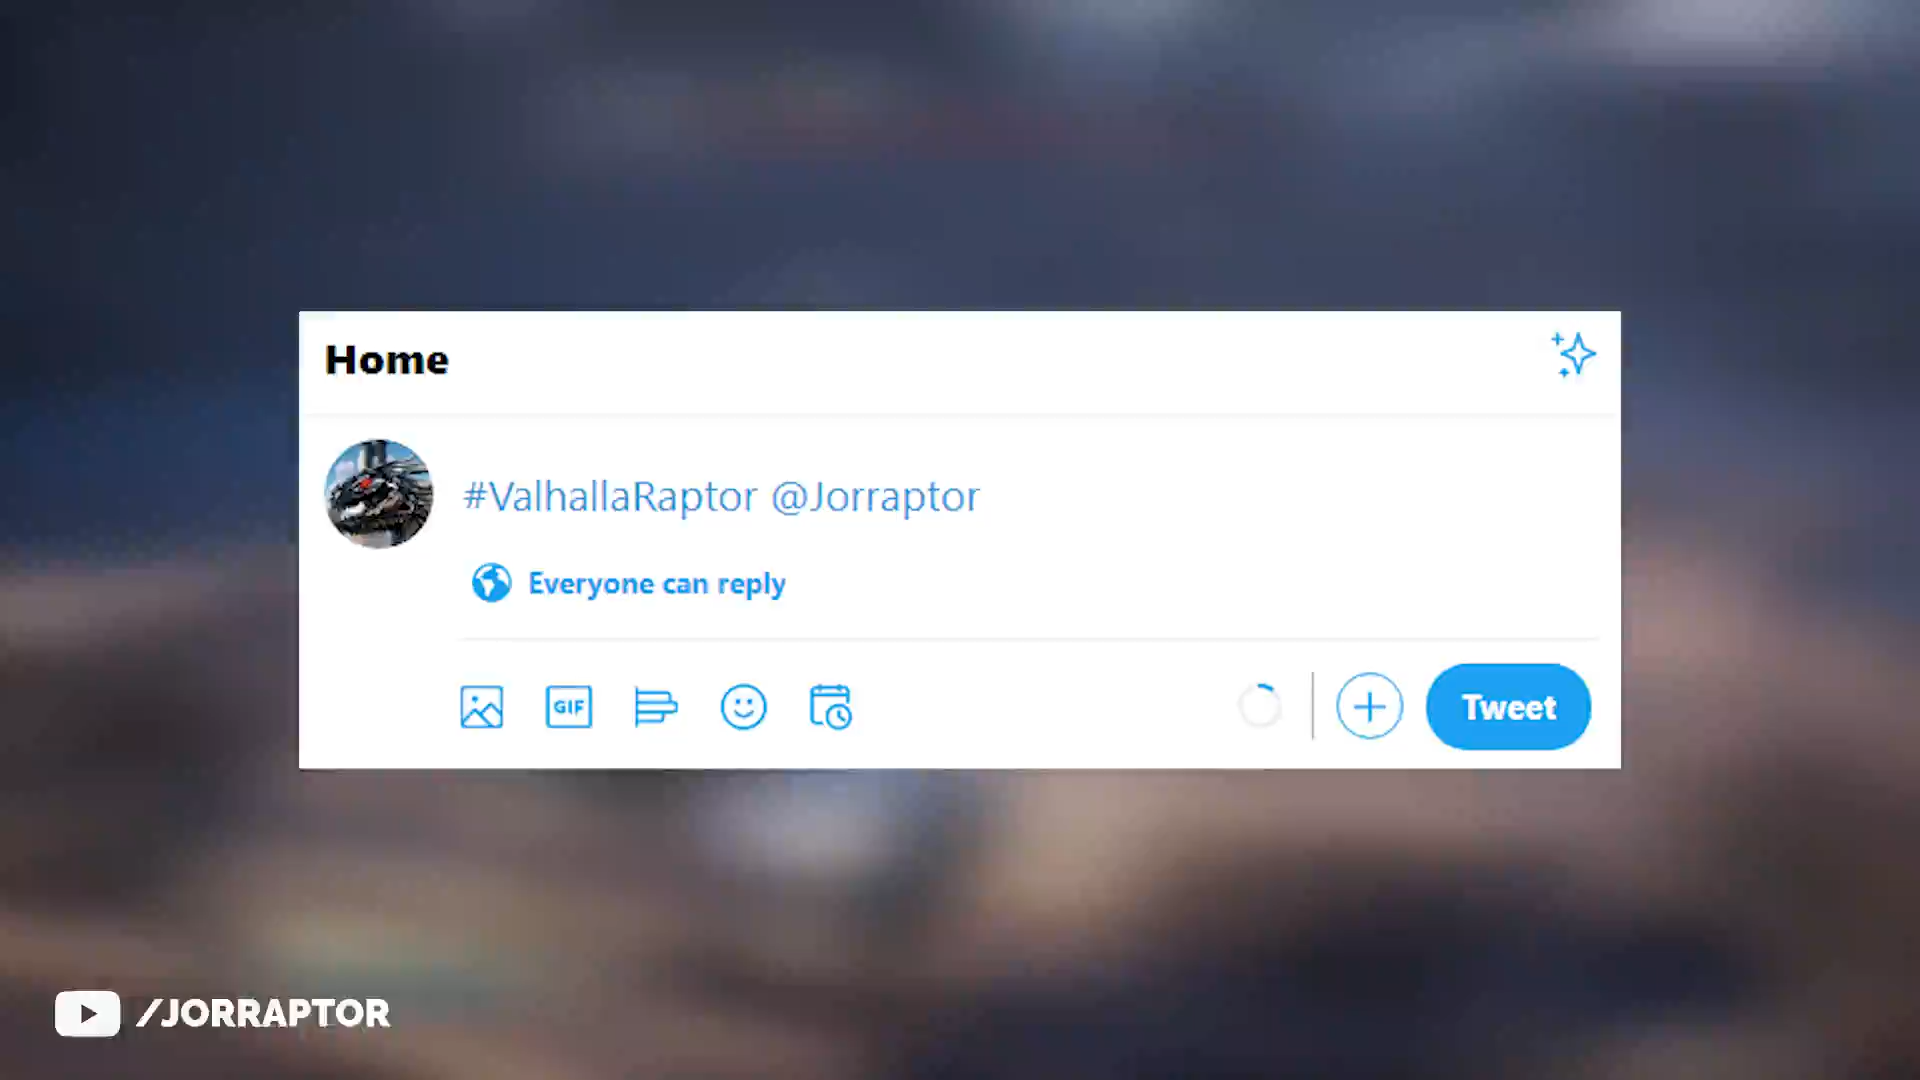 Home
#ValhallaRaptor @Jorraptor
Everyone can reply
GIF
Tweet
/JORRAPTOR